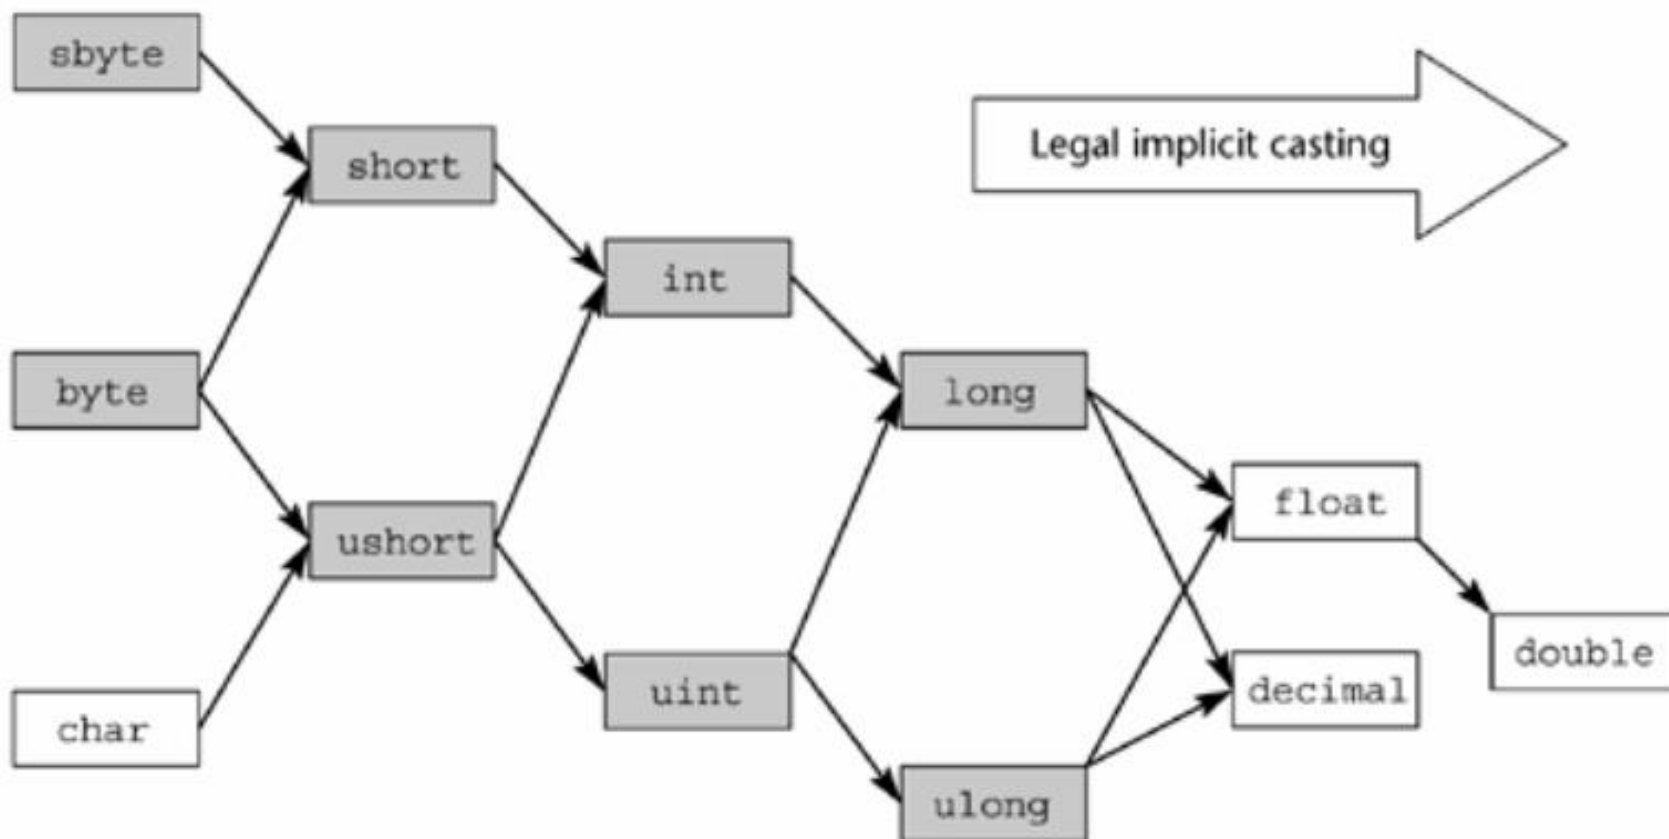 sbyte
Legal implicit casting
short
int
byte
long
float
ushort
double
uint
decimal
char
ulong